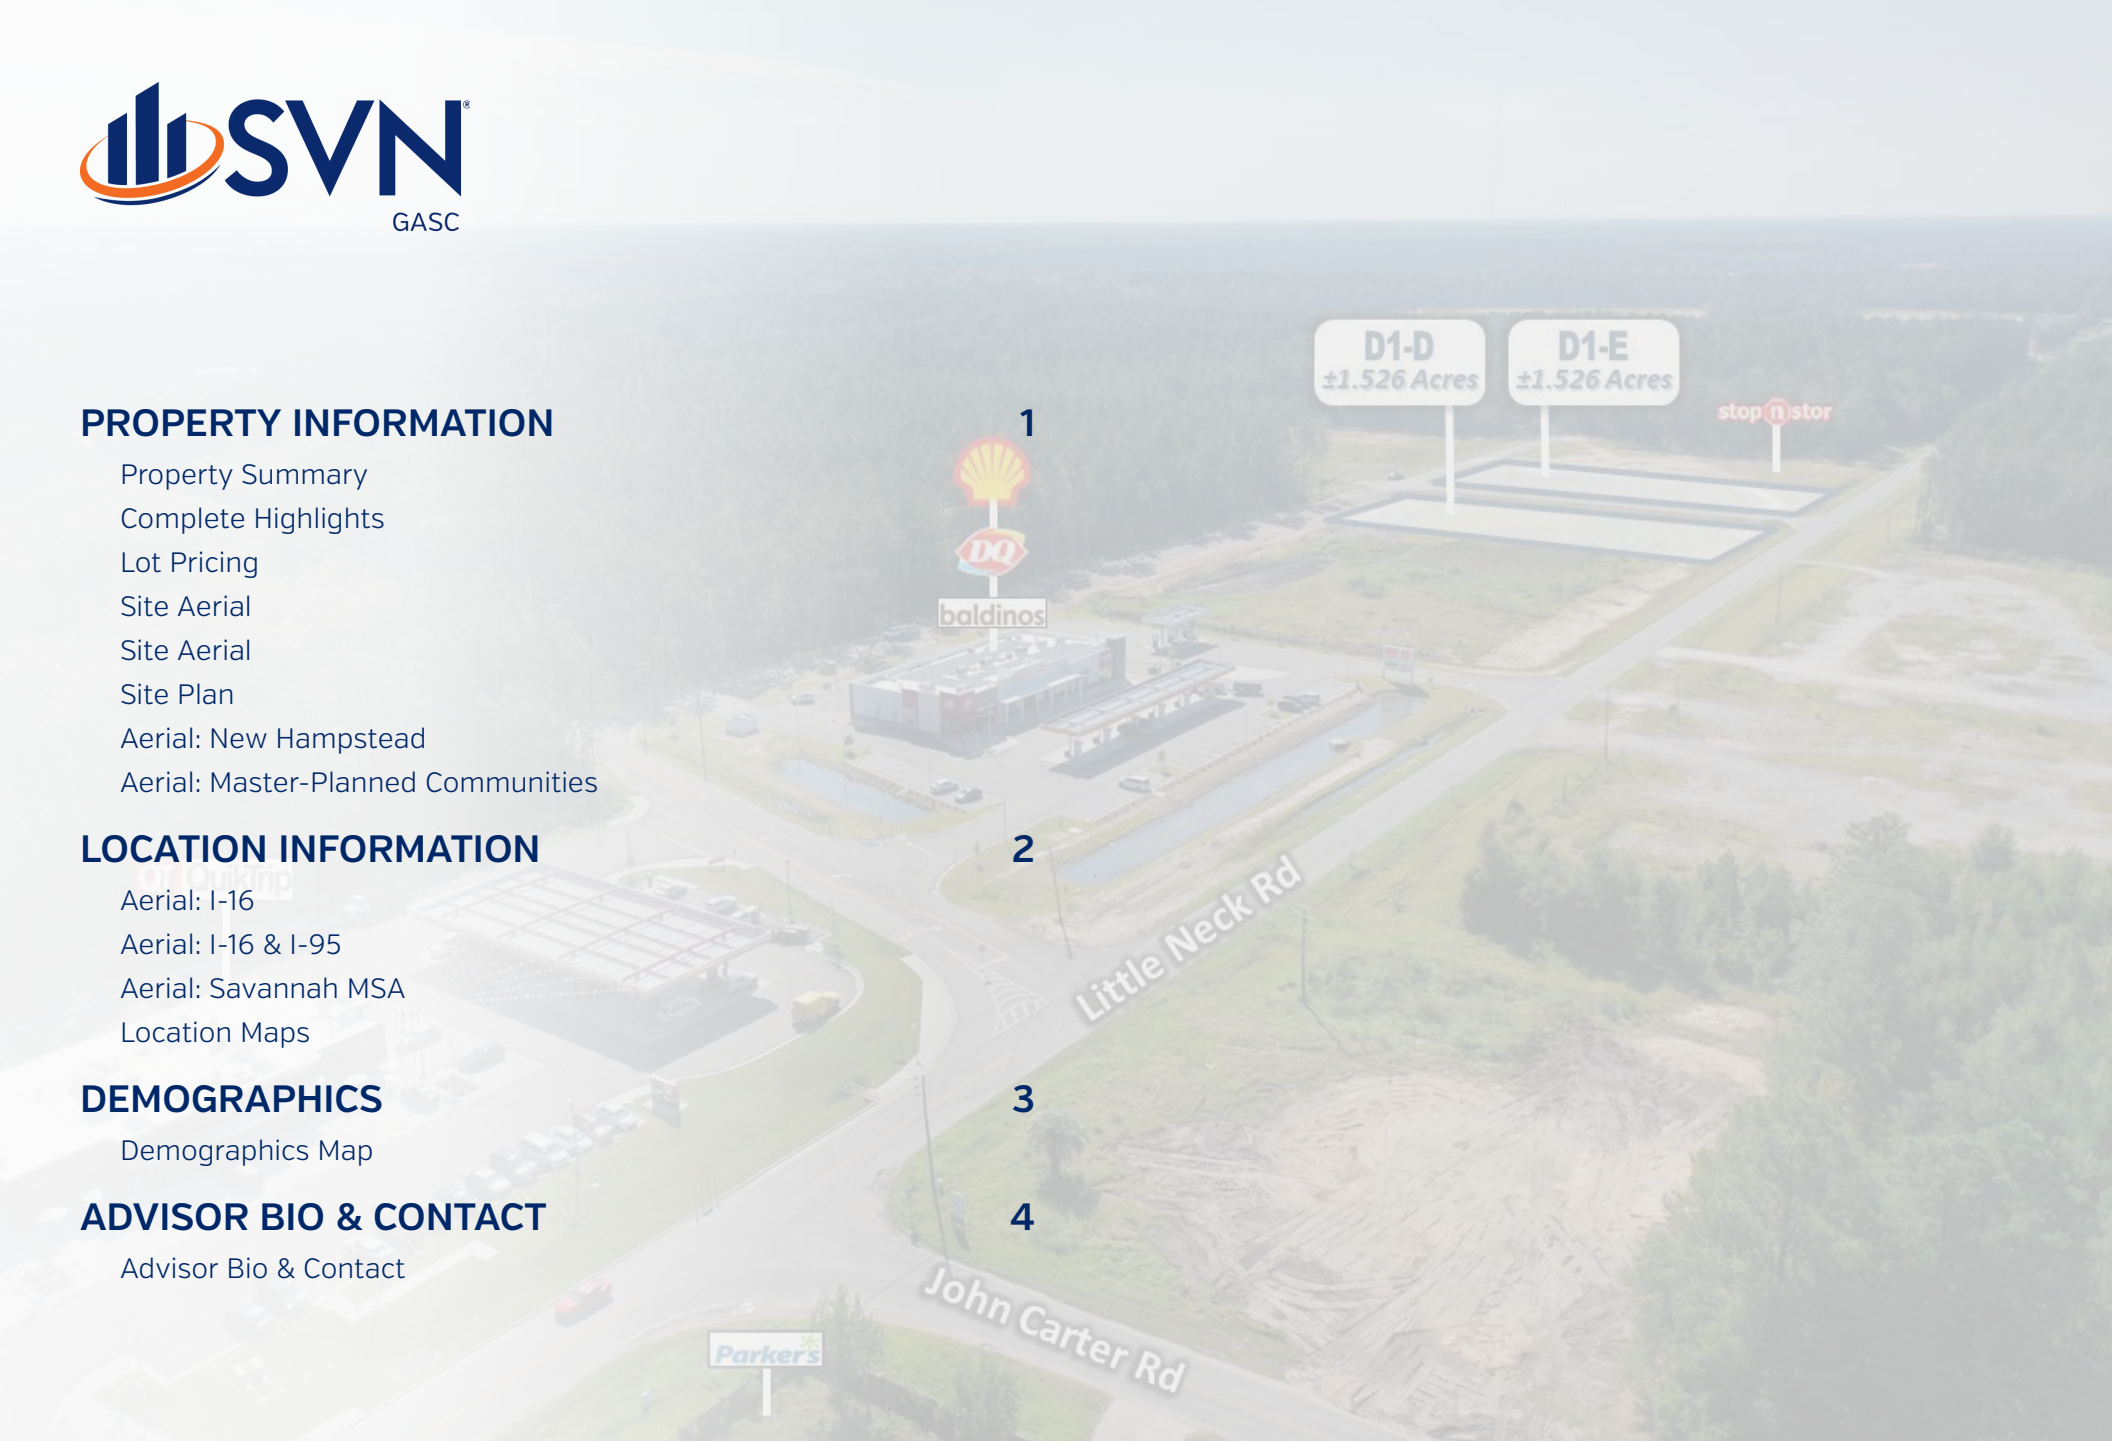 SVN®
GASC
PROPERTY INFORMATION 1
Property Summary
Complete Highlights
Lot Pricing
Site Aerial
Site Aerial
Site Plan
Aerial: New Hampstead
Aerial: Master-Planned Communities
LOCATION INFORMATION 2
Aerial: I-16
Aerial: I-16 & I-95
Aerial: Savannah MSA
Location Maps
DEMOGRAPHICS 3
Demographics Map
ADVISOR BIO & CONTACT 4
Advisor Bio & Contact
D1-D
±1.526 Acres
D1-E
±1.526 Acres
stop n stor
DQ
baldinos
QT QuikTrip
Little Neck Rd
John Carter Rd
Parker's